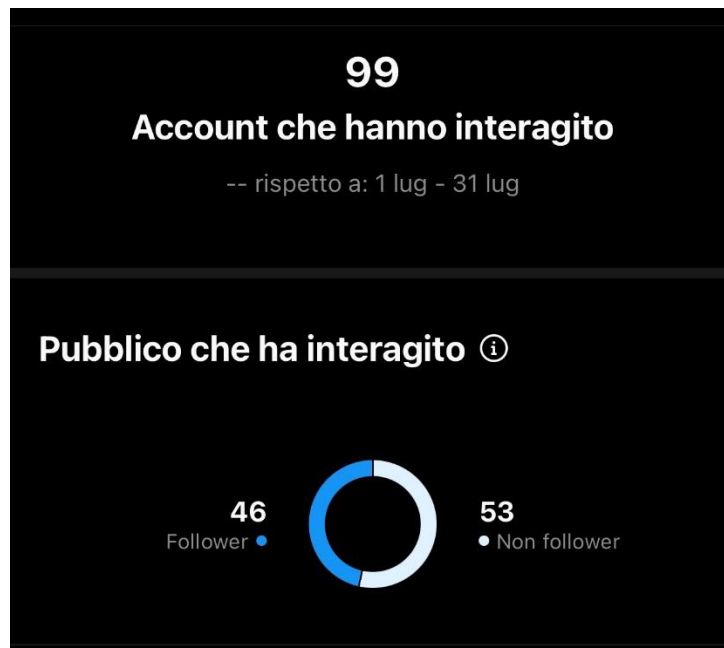 99
Account che hanno interagito
-- rispetto a: 1 lug - 31 lug
Pubblico che ha interagito
46
Follower
53
Non follower